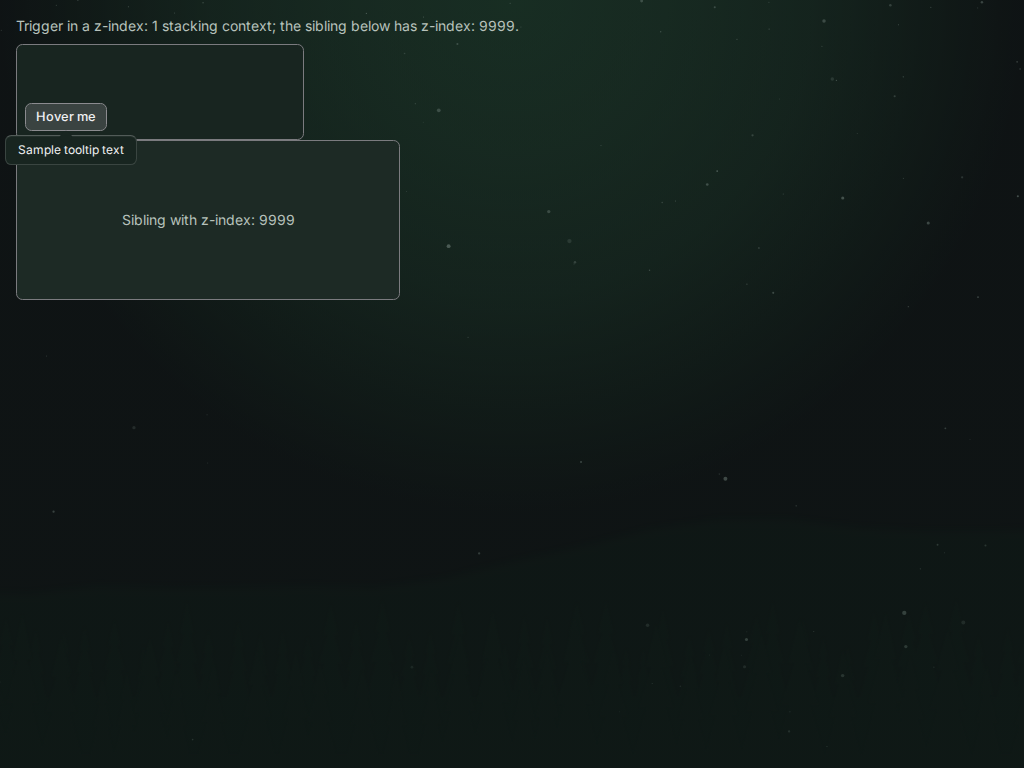 Trigger in a z-index: 1 stacking context; the sibling below has z-index: 9999.
Hover me
Sample tooltip text
Sibling with z-index: 9999